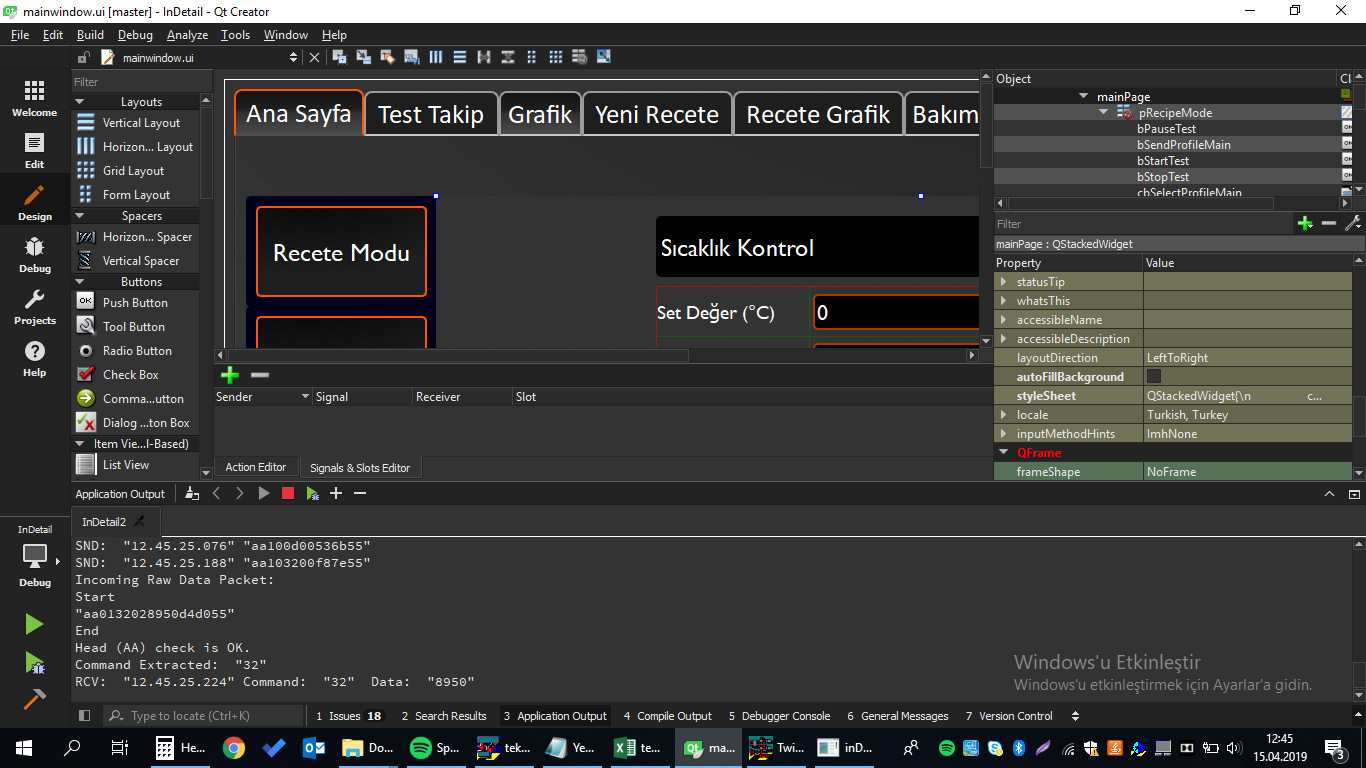 mainwindow.ui [master] - InDetail - Qt Creator
File Edit Build Debug Analyze Tools Window Help
mainwindow.ui
Welcome
Edit
Design
Debug
Projects
Help
Filter
Layouts
Vertical Layout
Horizon... Layout
Grid Layout
Form Layout
Spacers
Horizon... Spacer
Vertical Spacer
Buttons
OK Push Button
Tool Button
Radio Button
Check Box
Comma...utton
Dialog ...ton Box
Item Vie...l-Based)
List View
Ana Sayfa Test Takip Grafik Yeni Recete Recete Grafik Bakım
Recete Modu
Sıcaklık Kontrol
Set Değer (°C) 0
Sender Signal Receiver Slot
Action Editor Signals & Slots Editor
Object Cl
mainPage
pRecipeMode
bPauseTest
bSendProfileMain
bStartTest
bStopTest
cbSelectProfileMain
Filter
mainPage : QStackedWidget
Property Value
statusTip
whatsThis
accessibleName
accessibleDescription
layoutDirection LeftToRight
autoFillBackground
styleSheet QStackedWidget{\n c...
locale Turkish, Turkey
inputMethodHints ImhNone
QFrame
frameShape NoFrame
Application Output
InDetail2
SND: "12.45.25.076" "aa100d00536b55"
SND: "12.45.25.188" "aa103200f87e55"
Incoming Raw Data Packet:
Start
"aa0132028950d4d055"
End
Head (AA) check is OK.
Command Extracted: "32"
RCV: "12.45.25.224" Command: "32" Data: "8950"
InDetail
Debug
Windows'u Etkinleştir
Windows'u etkinleştirmek için Ayarlar'a gidin.
Type to locate (Ctrl+K) 1 Issues 18 2 Search Results 3 Application Output 4 Compile Output 5 Debugger Console 6 General Messages 7 Version Control
He... Do... Sp... tek... Ye... te... ma... Twi... inD...
12:45
15.04.2019
3